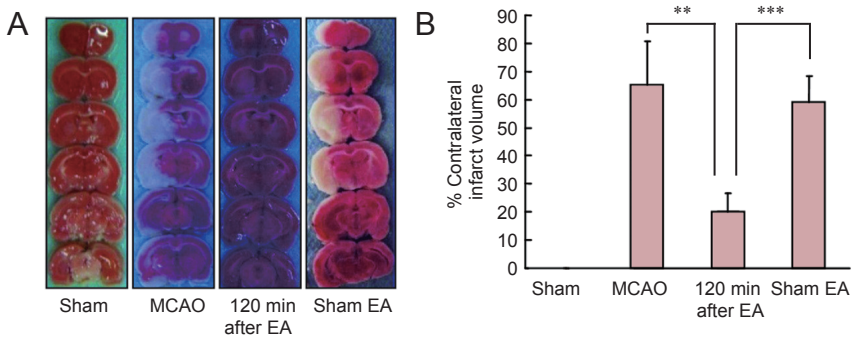 A
Sham
MCAO
120 min
after EA
Sham EA
B
% Contralateral
infarct volume
90
80
70
60
50
40
30
20
10
0
**
***
Sham
MCAO
120 min
after EA
Sham EA